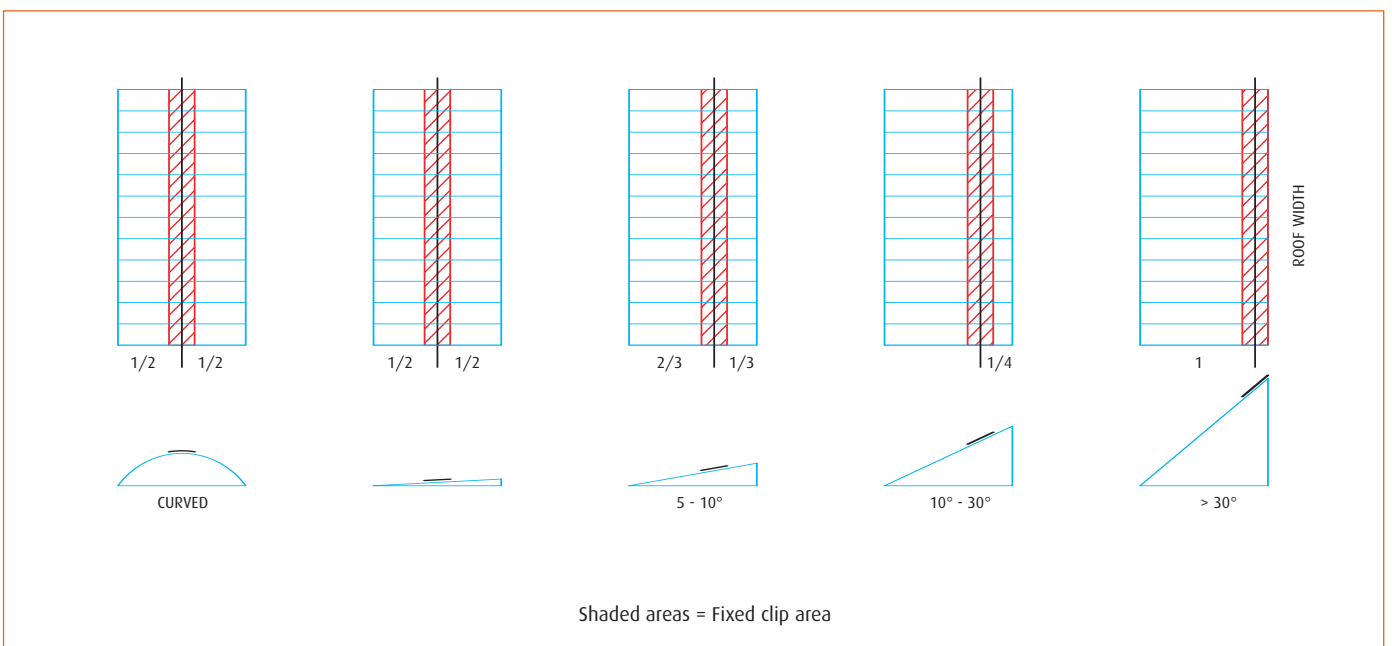 ROOF WIDTH
1/2 1/2
1/2 1/2
2/3 1/3
1/4
1
CURVED
5 - 10°
10° - 30°
> 30°
Shaded areas = Fixed clip area